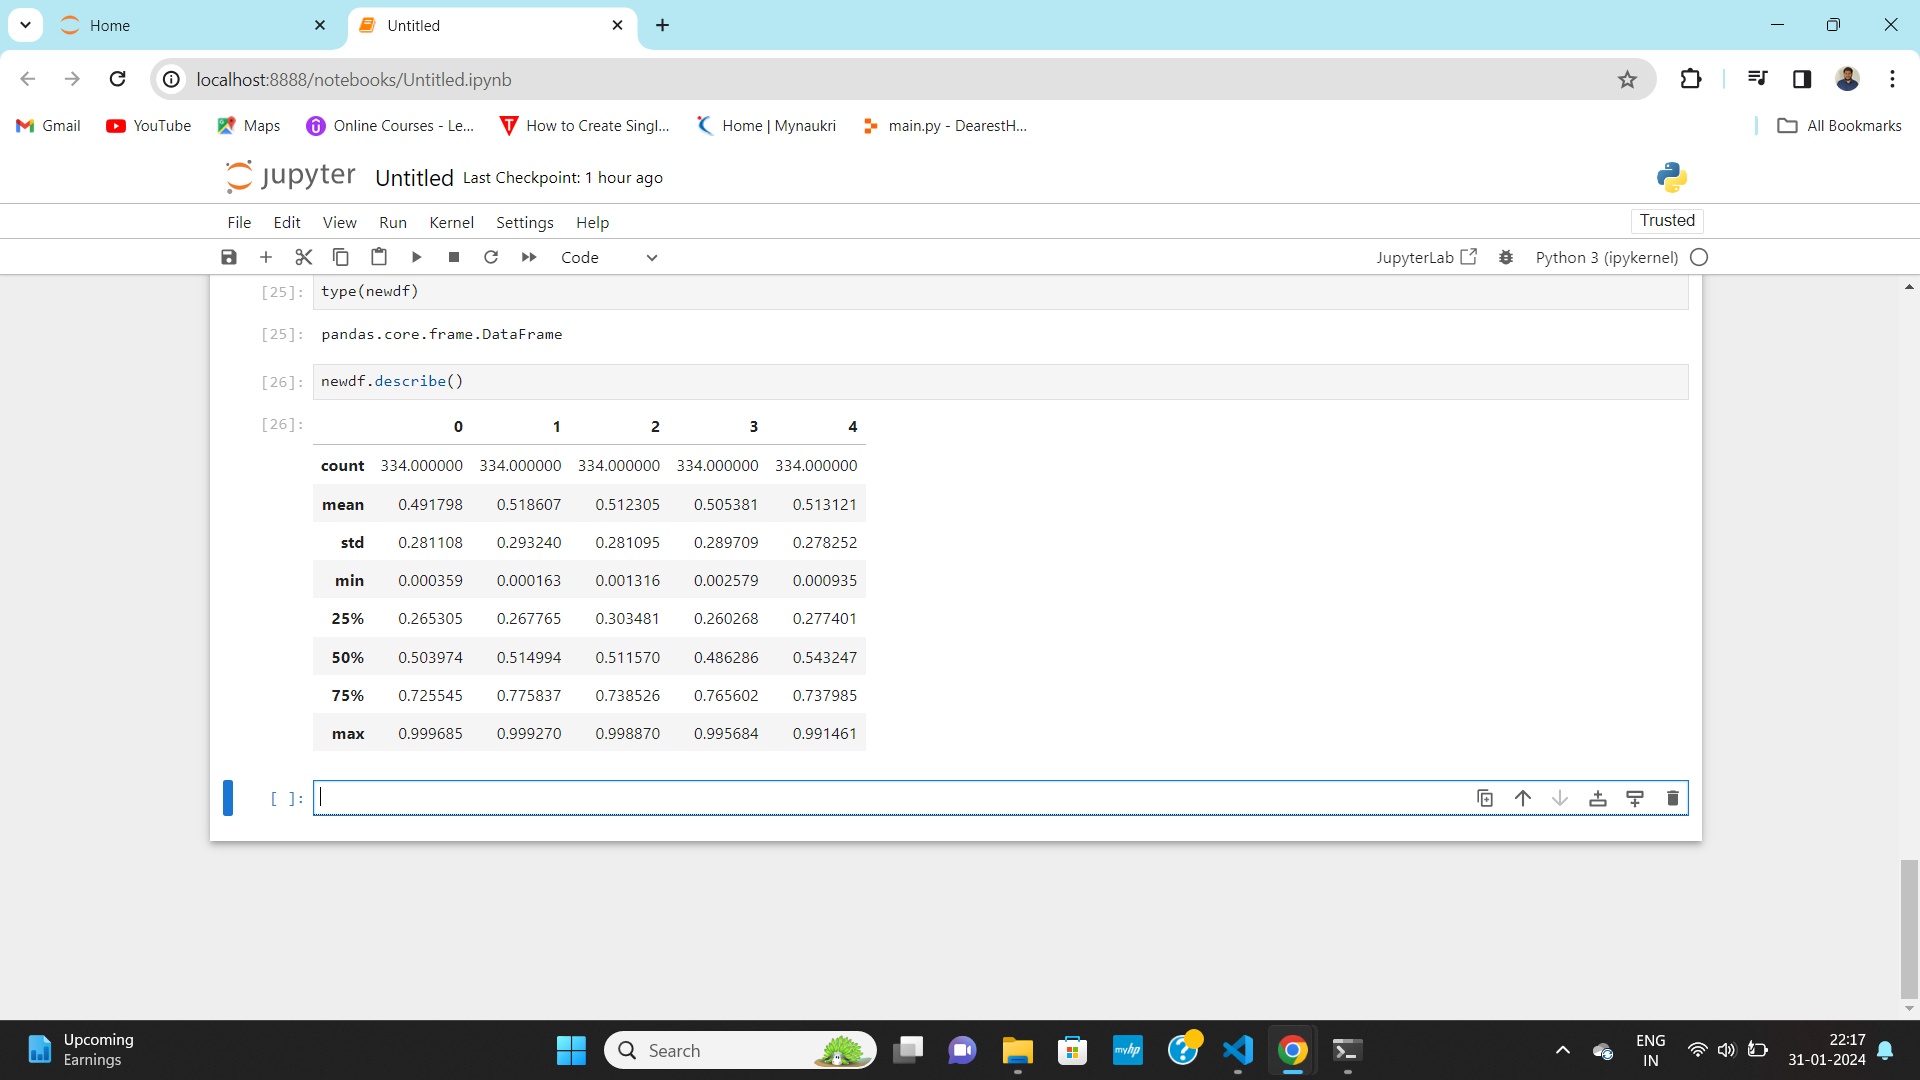 Home
Untitled
localhost:8888/notebooks/Untitled.ipynb
Gmail YouTube Maps Online Courses - Le... How to Create Singl... Home | Mynaukri main.py - DearestH... All Bookmarks
jupyter Untitled Last Checkpoint: 1 hour ago
File Edit View Run Kernel Settings Help Trusted
Code JupyterLab Python 3 (ipykernel)
[25]: type(newdf)
[25]: pandas.core.frame.DataFrame
[26]: newdf.describe()
[26]: 0 1 2 3 4
count 334.000000 334.000000 334.000000 334.000000 334.000000
mean 0.491798 0.518607 0.512305 0.505381 0.513121
std 0.281108 0.293240 0.281095 0.289709 0.278252
min 0.000359 0.000163 0.001316 0.002579 0.000935
25% 0.265305 0.267765 0.303481 0.260268 0.277401
50% 0.503974 0.514994 0.511570 0.486286 0.543247
75% 0.725545 0.775837 0.738526 0.765602 0.737985
max 0.999685 0.999270 0.998870 0.995684 0.991461
[ ]:
Upcoming
Earnings
Search
myhp
ENG
IN
22:17
31-01-2024